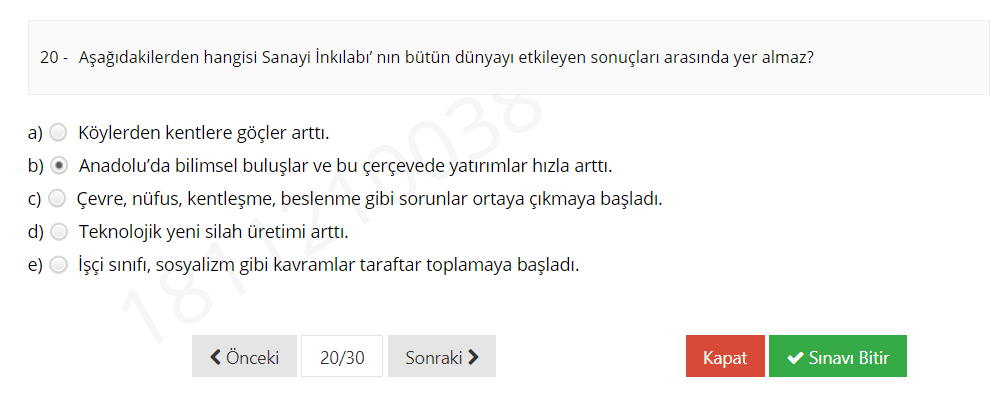 20 - Aşağıdakilerden hangisi Sanayi İnkılabı’ nın bütün dünyayı etkileyen sonuçları arasında yer almaz?
a) Köylerden kentlere göçler arttı.
b) Anadolu’da bilimsel buluşlar ve bu çerçevede yatırımlar hızla arttı.
c) Çevre, nüfus, kentleşme, beslenme gibi sorunlar ortaya çıkmaya başladı.
d) Teknolojik yeni silah üretimi arttı.
e) İşçi sınıfı, sosyalizm gibi kavramlar taraftar toplamaya başladı.
Önceki 20/30 Sonraki Kapat Sınavı Bitir